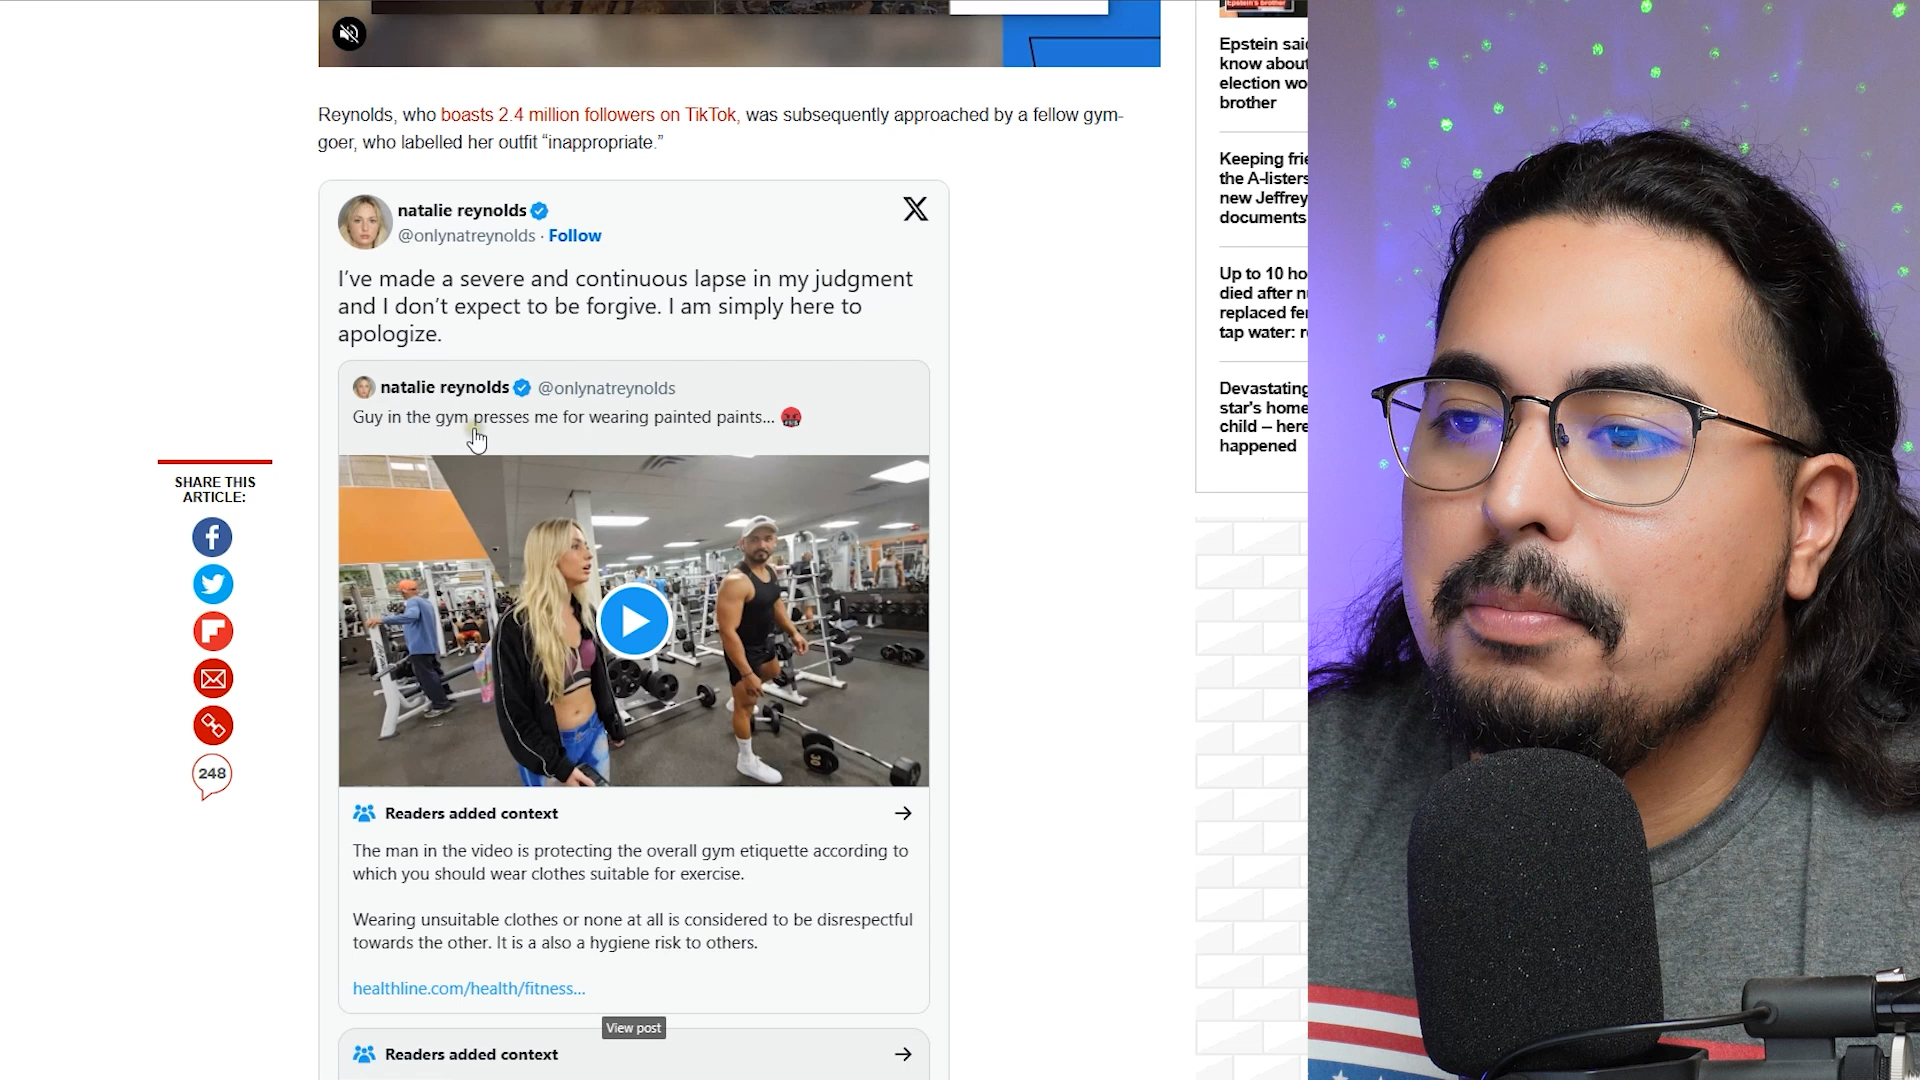 Epstein's brother
Reynolds, who boasts 2.4 million followers on TikTok, was subsequently approached by a fellow gym-
goer, who labelled her outfit “inappropriate.”
natalie reynolds
@onlynatreynolds · Follow
X
I’ve made a severe and continuous lapse in my judgment
and I don’t expect to be forgive. I am simply here to
apologize.
natalie reynolds @onlynatreynolds
Guy in the gym presses me for wearing painted paints...
30
Readers added context
The man in the video is protecting the overall gym etiquette according to
which you should wear clothes suitable for exercise.
Wearing unsuitable clothes or none at all is considered to be disrespectful
towards the other. It is a also a hygiene risk to others.
healthline.com/health/fitness...
View post
Readers added context
SHARE THIS
ARTICLE:
248
Epstein said
know about
election wo
brother
Keeping frie
the A-listers
new Jeffrey
documents
Up to 10 ho
died after n
replaced fe
tap water: r
Devastating
star's home
child – here
happened